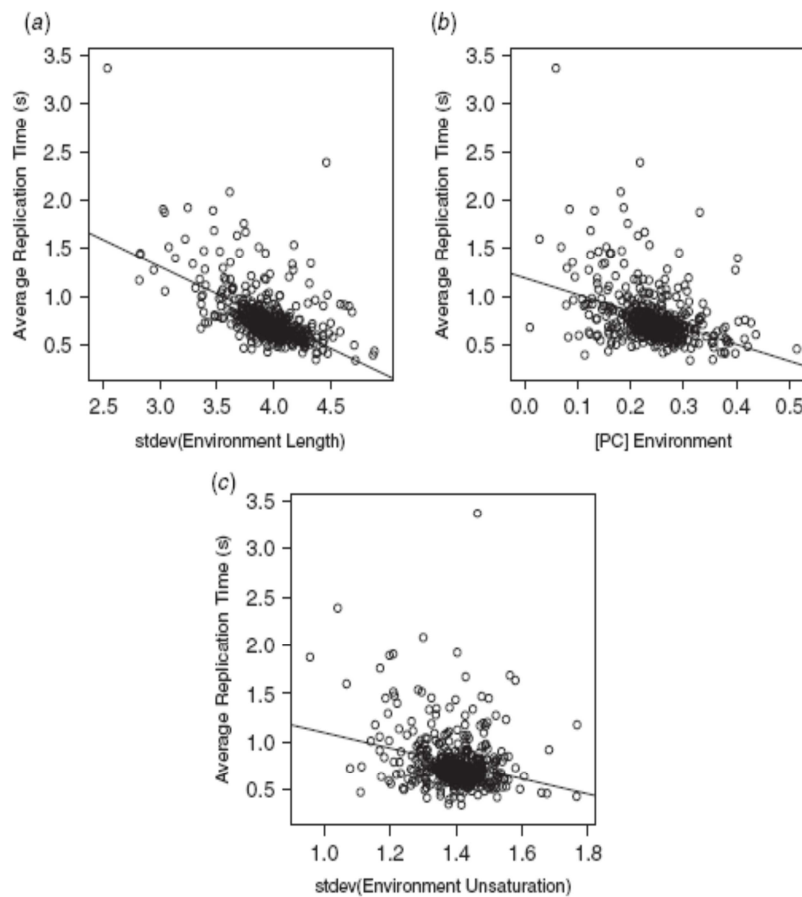 (a)
Average Replication Time (s)
3.5
3.0
2.5
2.0
1.5
1.0
0.5
2.5 3.0 3.5 4.0 4.5
stdev(Environment Length)
(b)
Average Replication Time (s)
3.5
3.0
2.5
2.0
1.5
1.0
0.5
0.0 0.1 0.2 0.3 0.4 0.5
[PC] Environment
(c)
Average Replication Time (s)
3.5
3.0
2.5
2.0
1.5
1.0
0.5
1.0 1.2 1.4 1.6 1.8
stdev(Environment Unsaturation)